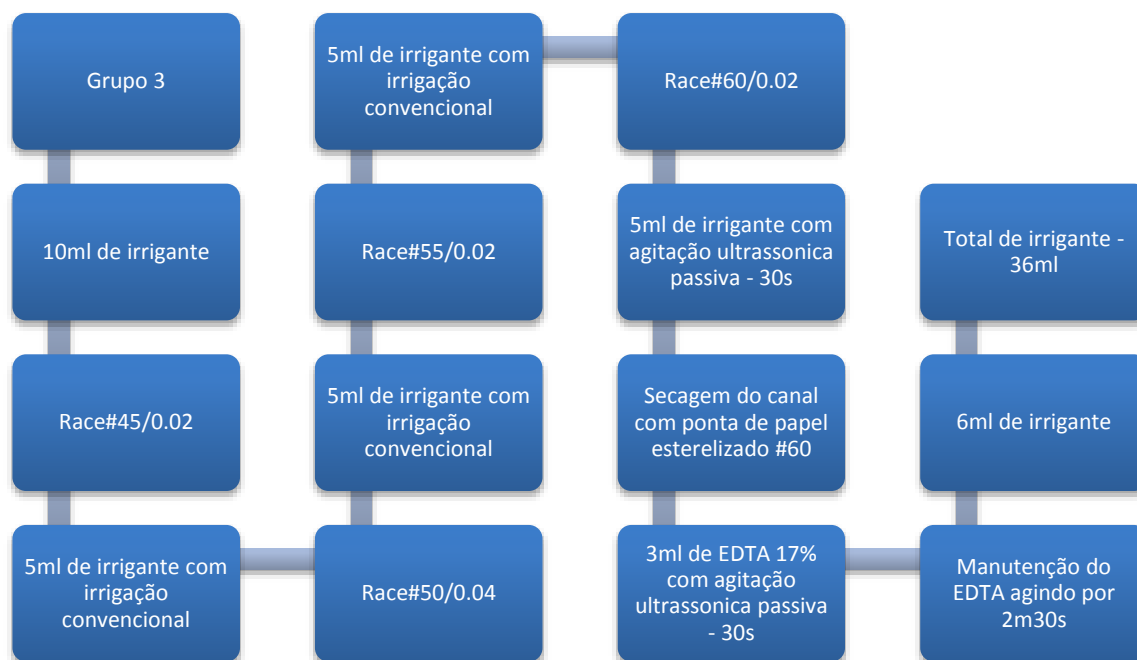 Grupo 3
10ml de irrigante
Race#45/0.02
5ml de irrigante com
irrigação
convencional
Race#50/0.04
5ml de irrigante com
irrigação
convencional
Race#55/0.02
5ml de irrigante com
irrigação
convencional
Race#60/0.02
5ml de irrigante com
agitação ultrassonica
passiva - 30s
Secagem do canal
com ponta de papel
esterelizado #60
3ml de EDTA 17%
com agitação
ultrassonica passiva
- 30s
Manutenção do
EDTA agindo por
2m30s
6ml de irrigante
Total de irrigante -
36ml